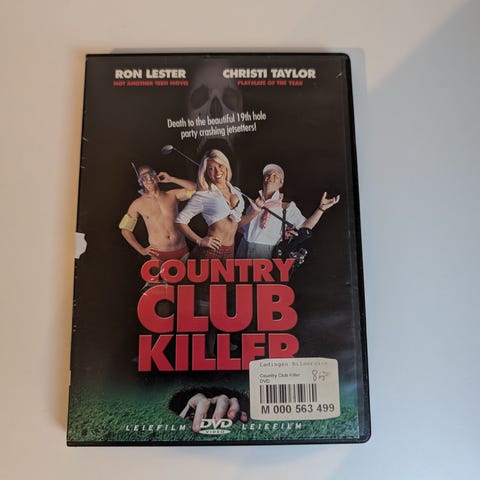 RON LESTER CHRISTI TAYLOR
NOT ANOTHER TEEN MOVIE PLAYMATE OF THE YEAR
Death to the beautiful 19th hole
party crashing jetsetters!
COUNTRY
CLUB
KILLER
Country Club Killer
DVD
M 000 563 499
LEIEFILM DVD LEIEFILM
VIDEO